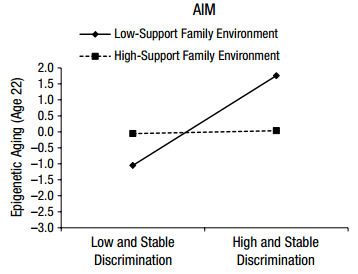 AIM
Low-Support Family Environment
High-Support Family Environment
Epigenetic Aging (Age 22)
2.0
1.5
1.0
0.5
0.0
–0.5
–1.0
–1.5
–2.0
–2.5
–3.0
Low and Stable
Discrimination
High and Stable
Discrimination